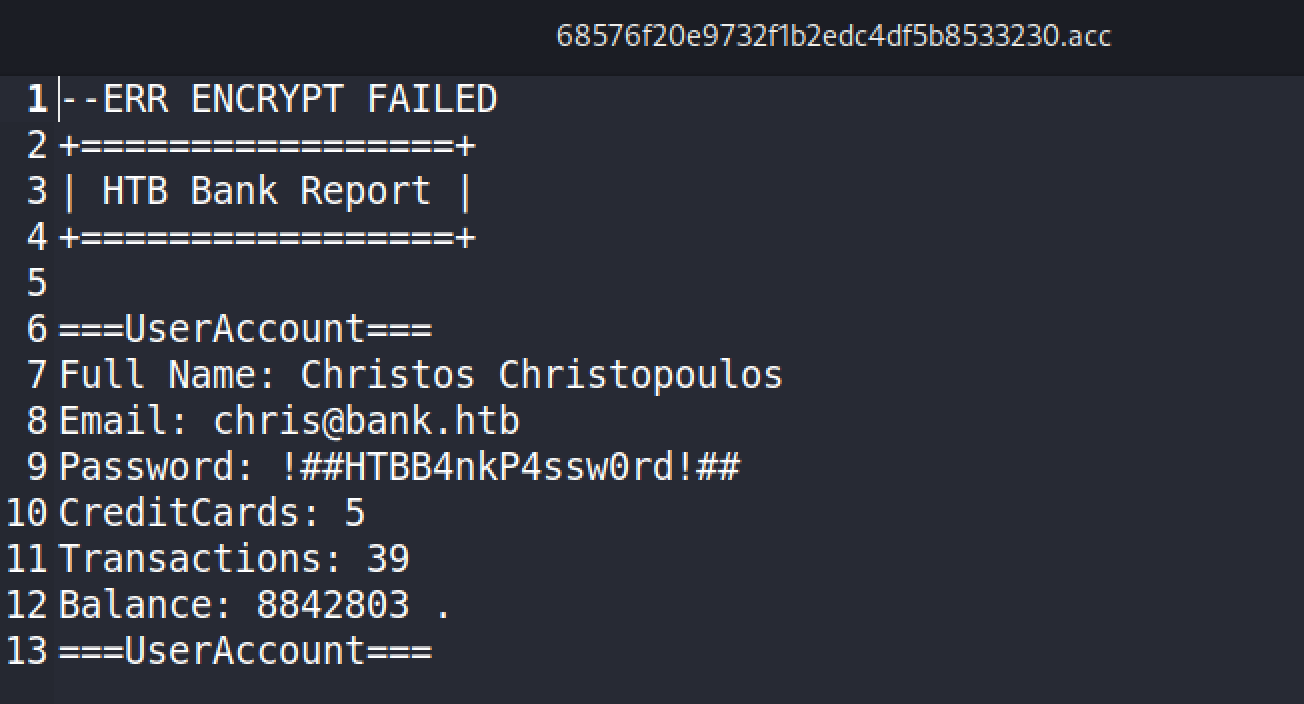 68576f20e9732f1b2edc4df5b8533230.acc
1 --ERR ENCRYPT FAILED
2 +=================+
3 | HTB Bank Report |
4 +=================+
5
6 ===UserAccount===
7 Full Name: Christos Christopoulos
8 Email: chris@bank.htb
9 Password: !##HTBB4nkP4ssw0rd!##
10 CreditCards: 5
11 Transactions: 39
12 Balance: 8842803 .
13 ===UserAccount===